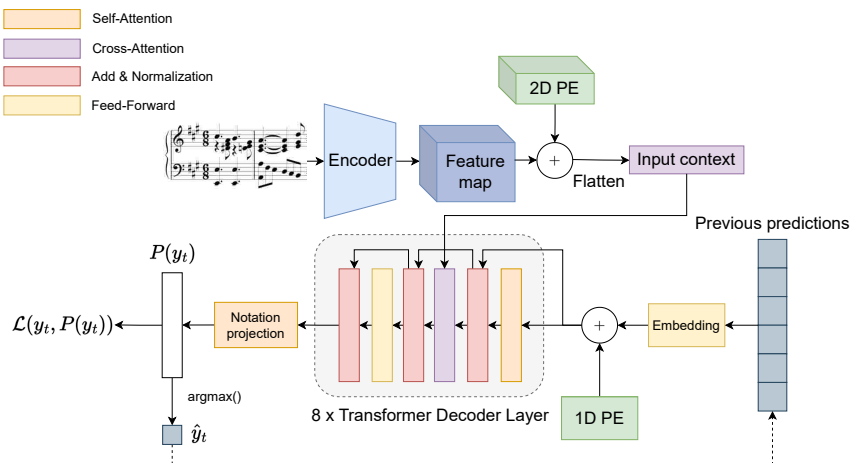 Self-Attention
Cross-Attention
Add & Normalization
Feed-Forward
2D PE
Encoder
Feature
map
+
Flatten
Input context
Previous predictions
P(y_t)
L(y_t, P(y_t))
Notation
projection
+
Embedding
argmax()
ŷ_t
8 x Transformer Decoder Layer
1D PE